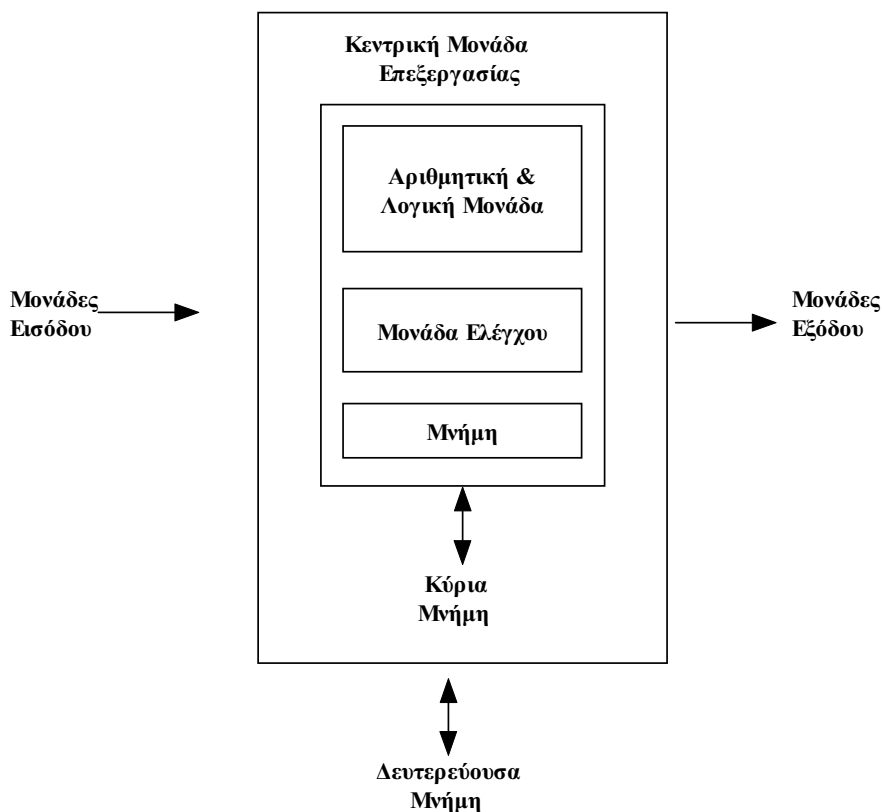 Κεντρική Μονάδα
Επεξεργασίας
Αριθμητική &
Λογική Μονάδα
Μονάδες
Εισόδου
Μονάδα Ελέγχου
Μονάδες
Εξόδου
Μνήμη
Κύρια
Μνήμη
Δευτερεύουσα
Μνήμη